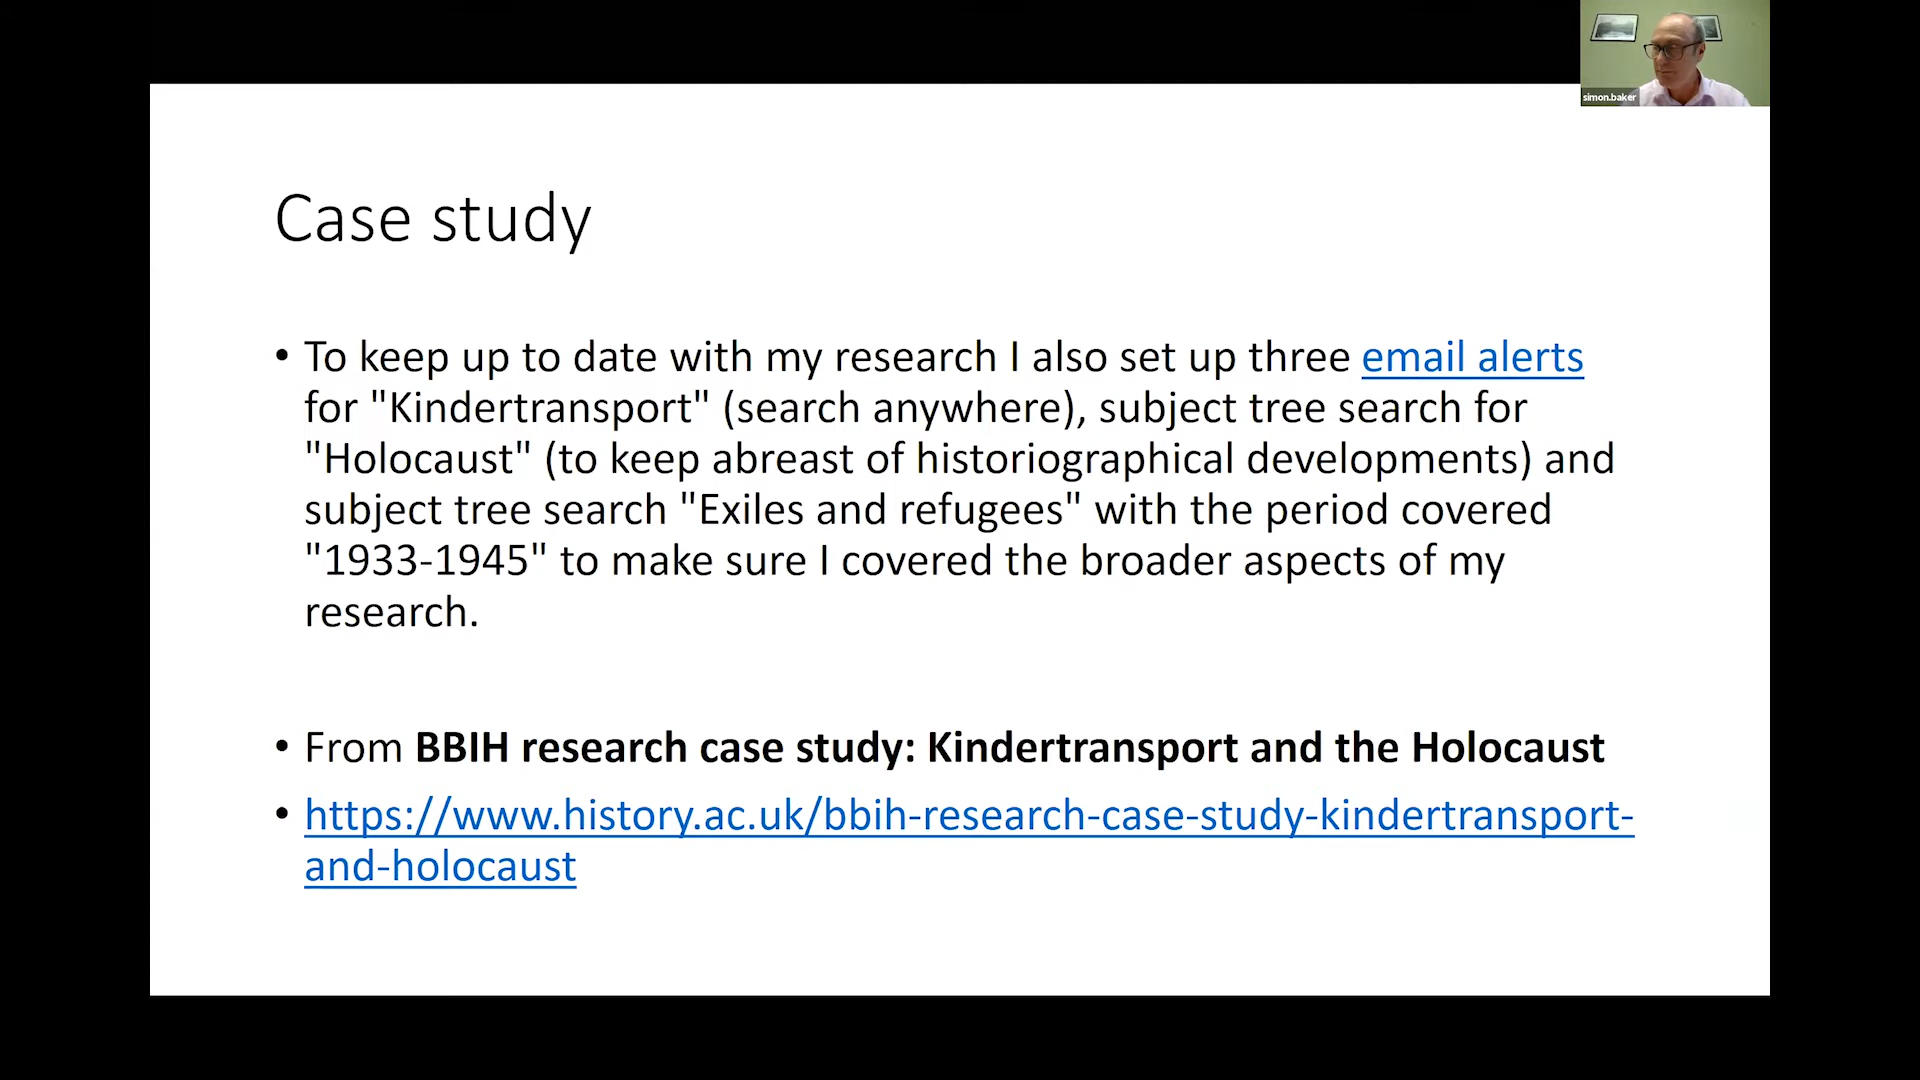 simon.baker
Case study
• To keep up to date with my research I also set up three email alerts
for "Kindertransport" (search anywhere), subject tree search for
"Holocaust" (to keep abreast of historiographical developments) and
subject tree search "Exiles and refugees" with the period covered
"1933-1945" to make sure I covered the broader aspects of my
research.
• From BBIH research case study: Kindertransport and the Holocaust
• https://www.history.ac.uk/bbih-research-case-study-kindertransport-
and-holocaust